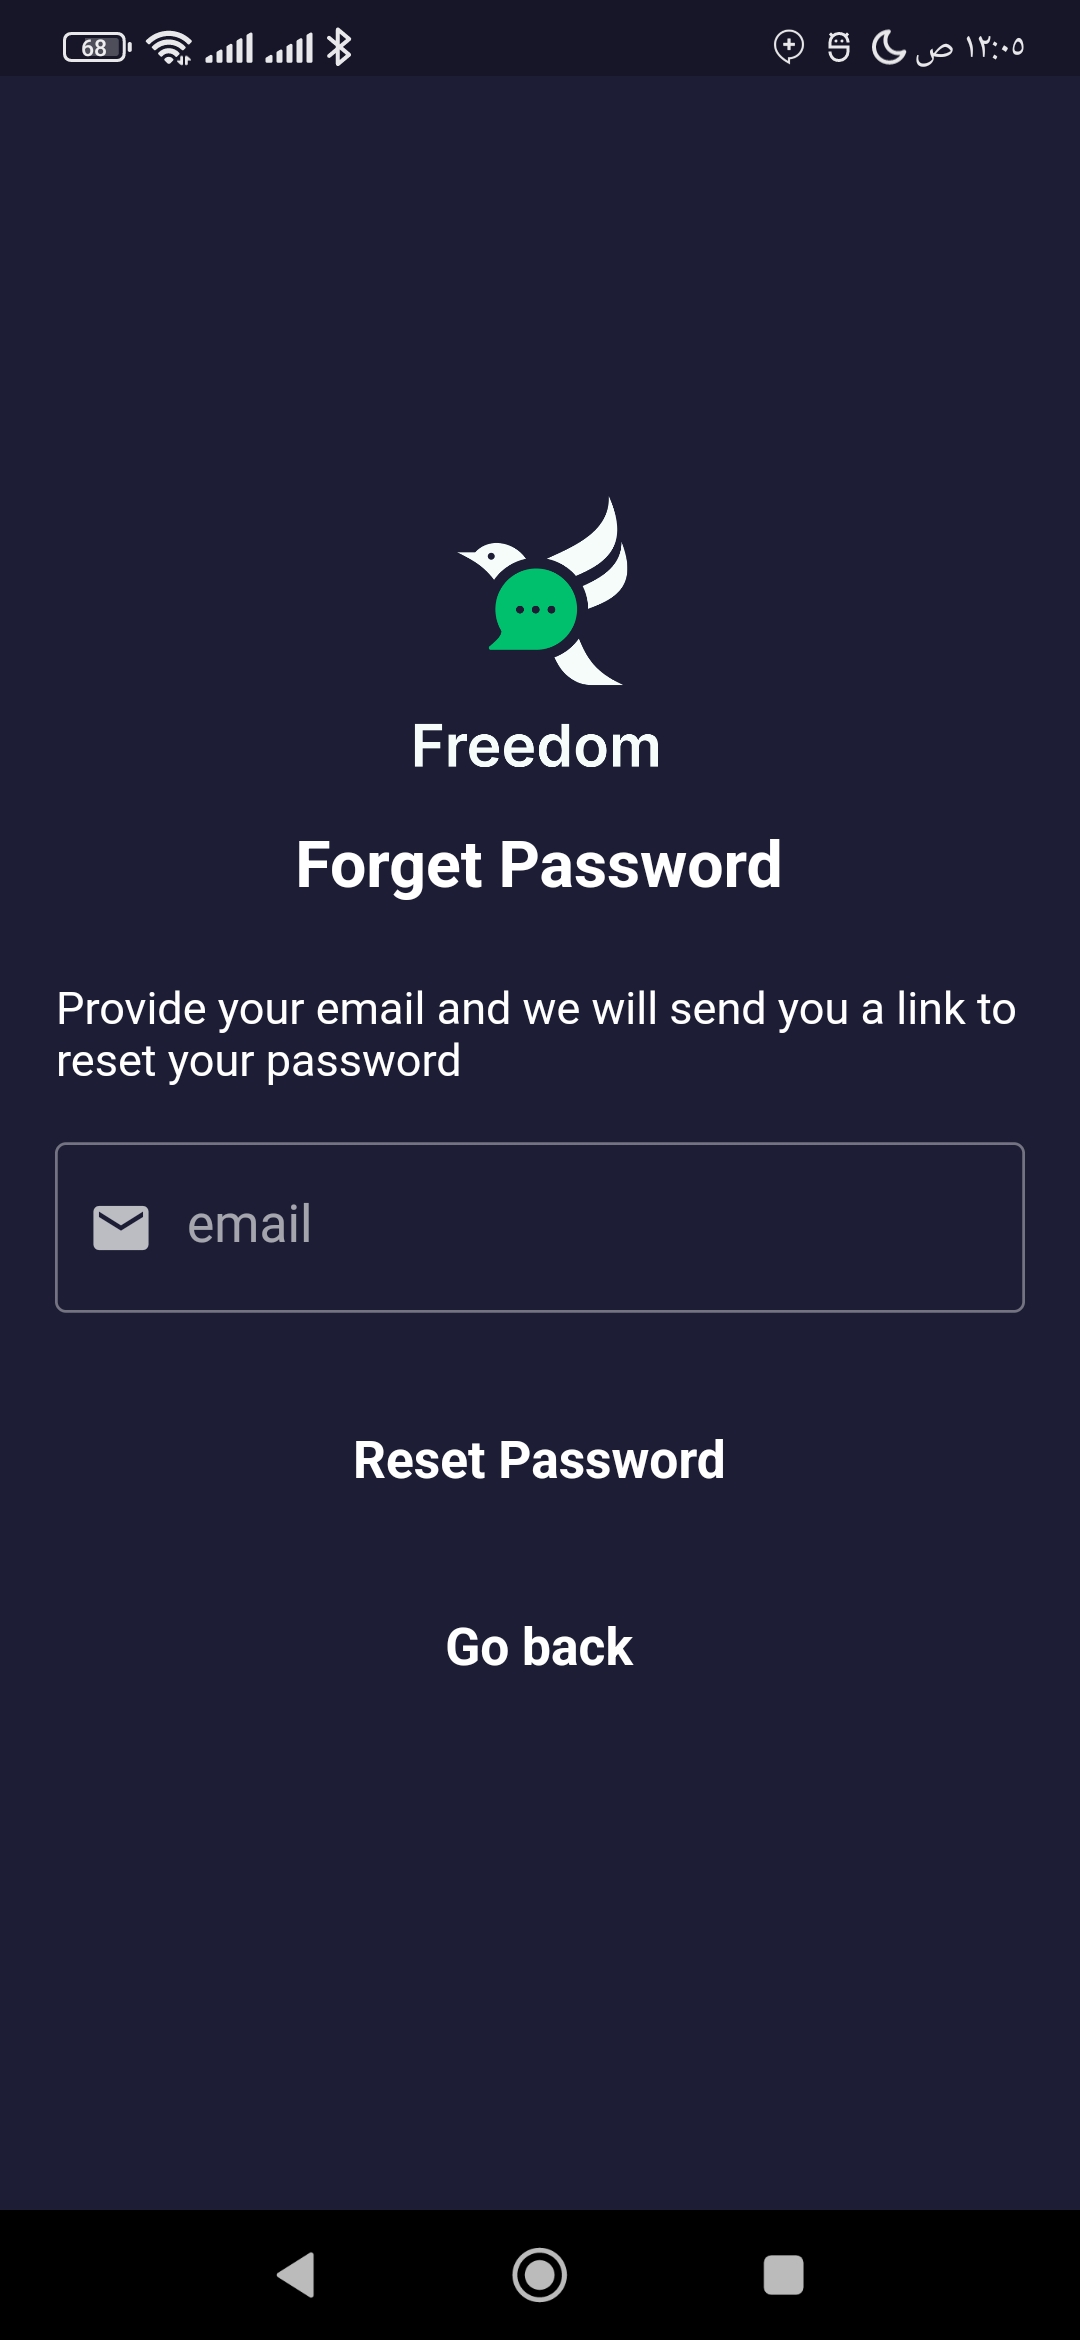 68
١٢:٠٥ ص
Freedom
Forget Password
Provide your email and we will send you a link to
reset your password
email
Reset Password
Go back